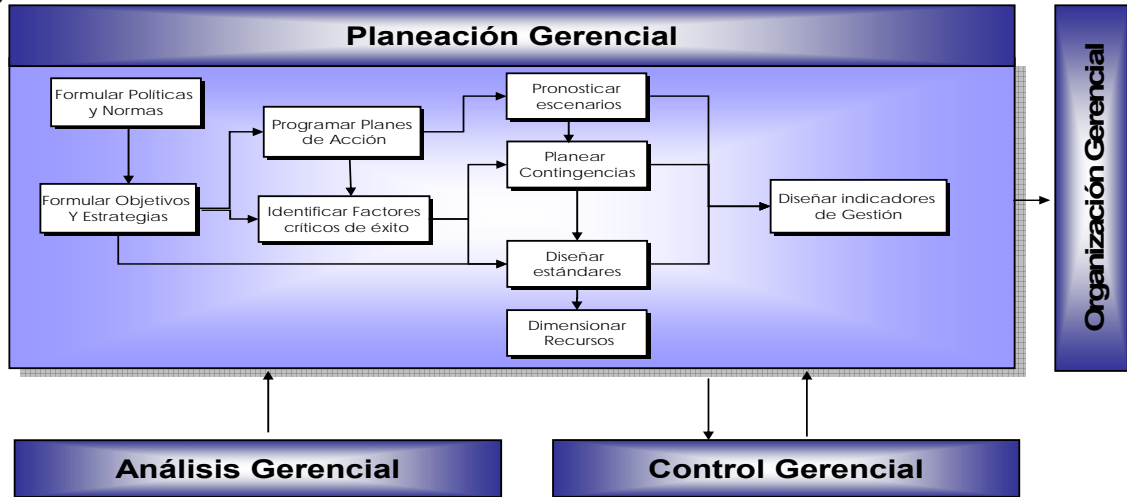 Planeación Gerencial
Formular Políticas
y Normas
Formular Objetivos
Y Estrategias
Programar Planes
de Acción
Identificar Factores
críticos de éxito
Pronosticar
escenarios
Planear
Contingencias
Diseñar
estándares
Dimensionar
Recursos
Diseñar indicadores
de Gestión
Organización Gerencial
Análisis Gerencial
Control Gerencial